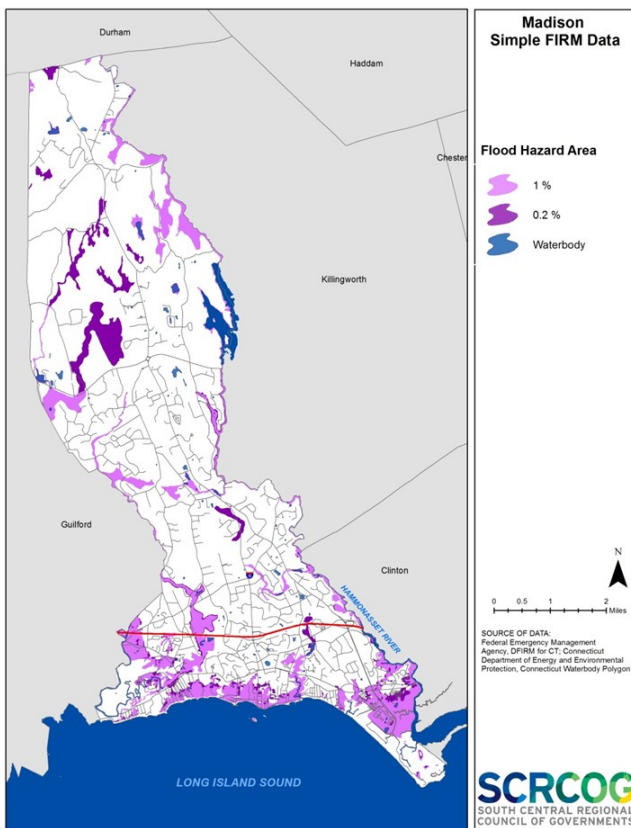 Madison
Simple FIRM Data
Durham
Haddam
Chester
Flood Hazard Area
1 %
0.2 %
Waterbody
Killingworth
Guilford
Clinton
HAMMONASSET RIVER
N
0 0.5 1 2
Miles
SOURCE OF DATA:
Federal Emergency Management
Agency, DFIRM for CT; Connecticut
Department of Energy and Environmental
Protection, Connecticut Waterbody Polygon
LONG ISLAND SOUND
SCRCOG
SOUTH CENTRAL REGIONAL
COUNCIL OF GOVERNMENTS